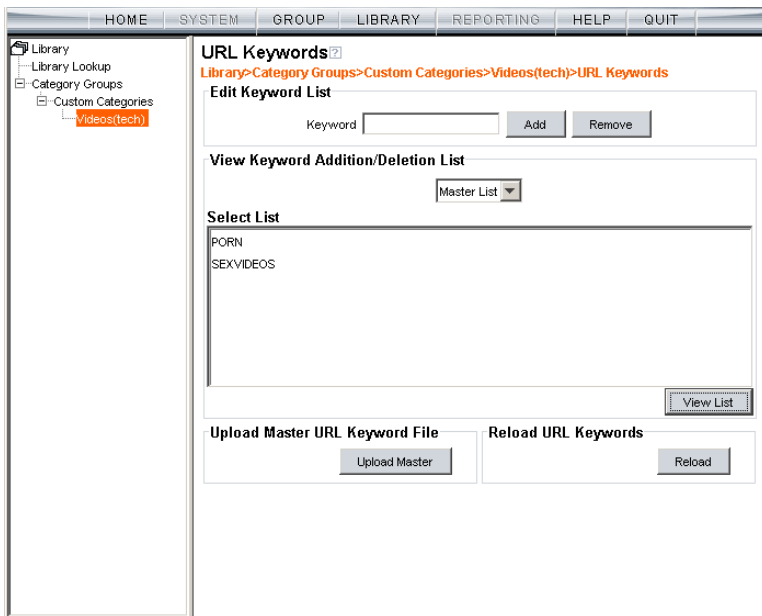 HOME SYSTEM GROUP LIBRARY REPORTING HELP QUIT
Library
Library Lookup
Category Groups
Custom Categories
Videos(tech)
URL Keywords?
Library>Category Groups>Custom Categories>Videos(tech)>URL Keywords
Edit Keyword List
Keyword Add Remove
View Keyword Addition/Deletion List
Master List
Select List
PORN
SEXVIDEOS
View List
Upload Master URL Keyword File Reload URL Keywords
Upload Master Reload